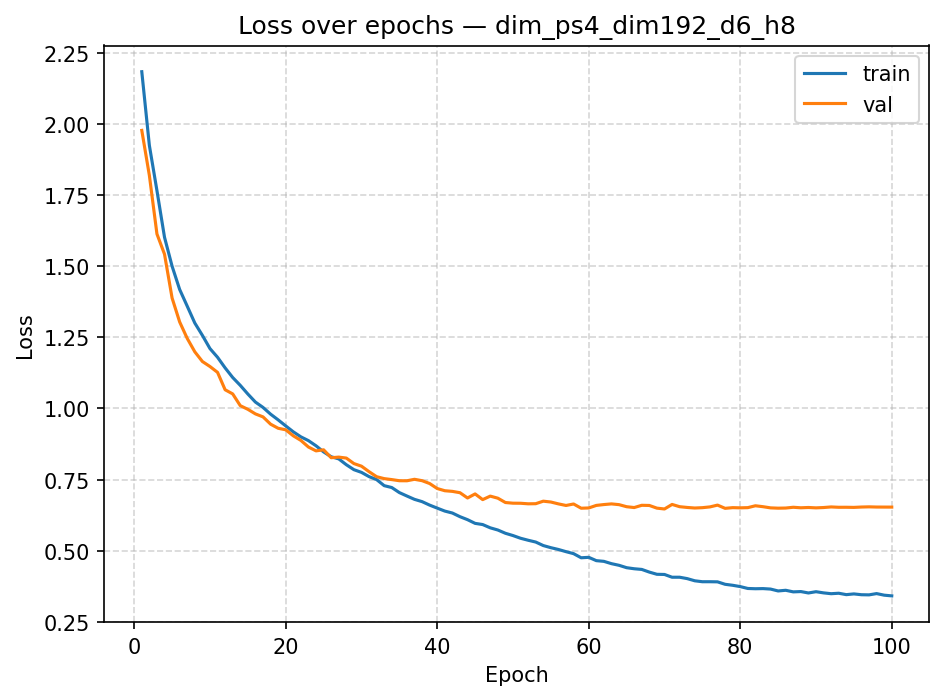 Loss over epochs — dim_ps4_dim192_d6_h8
train
val
2.25
2.00
1.75
1.50
1.25
1.00
0.75
0.50
0.25
Loss
0 20 40 60 80 100
Epoch